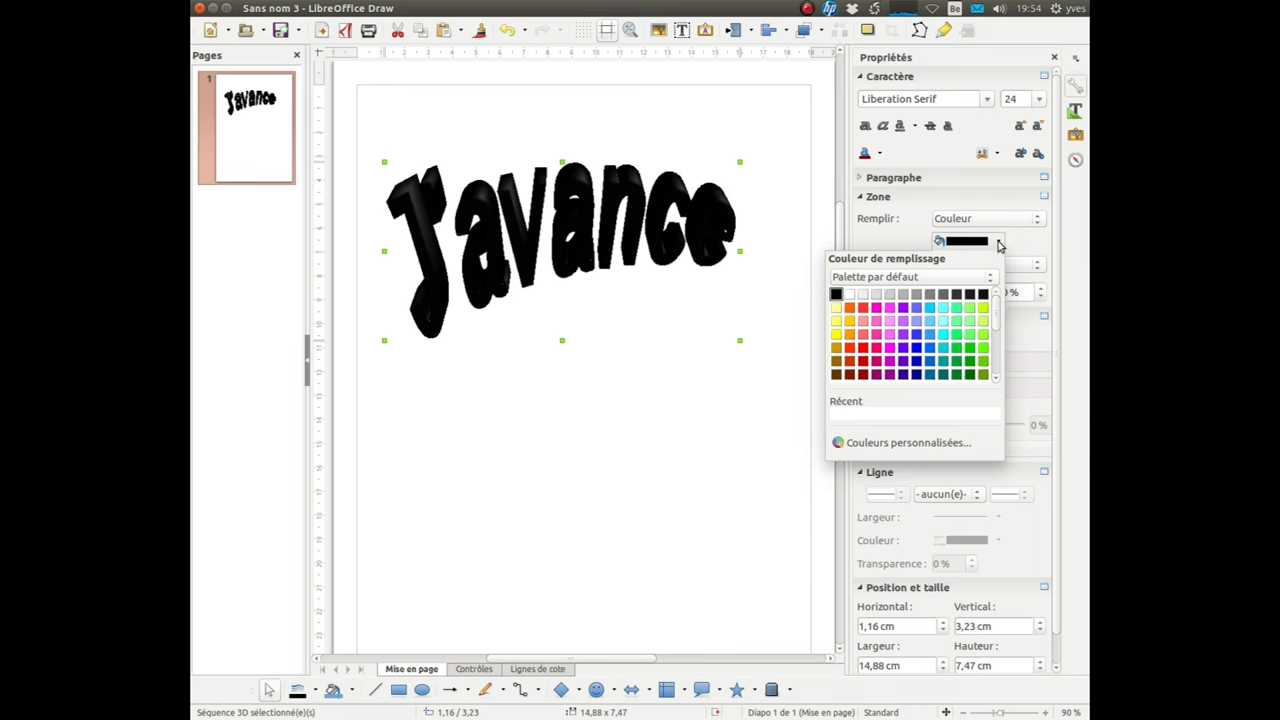 Sans nom 3 - LibreOffice Draw
Be
19:54
yves
Pages
1
J'avance
Mise en page
Contrôles
Lignes de cote
Propriétés
Caractère
Liberation Serif
24
Paragraphe
Zone
Remplir :
Couleur
Couleur de remplissage
Palette par défaut
0 %
Récent
0 %
Couleurs personnalisées...
Ligne
- aucun(e)-
Largeur :
Couleur :
Transparence :
0 %
Position et taille
Horizontal :
Vertical :
1,16 cm
3,23 cm
Largeur :
Hauteur :
14,88 cm
7,47 cm
Séquence 3D sélectionné(e)(s)
1,16 / 3,23
14,88 x 7,47
Diapo 1 de 1 (Mise en page)
Standard
90 %